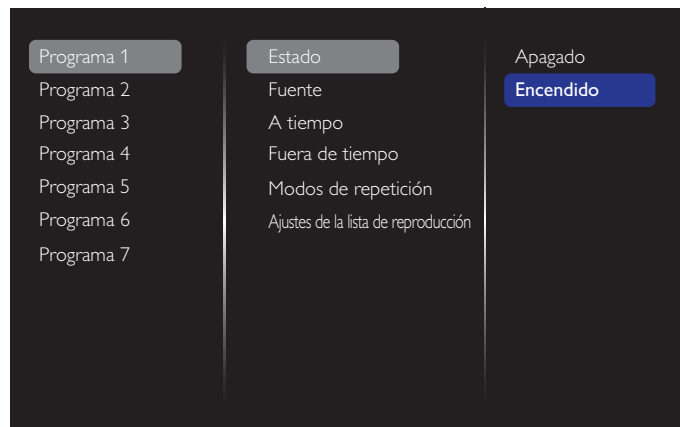 Programa 1
Programa 2
Programa 3
Programa 4
Programa 5
Programa 6
Programa 7
Estado
Fuente
A tiempo
Fuera de tiempo
Modos de repetición
Ajustes de la lista de reproducción
Apagado
Encendido